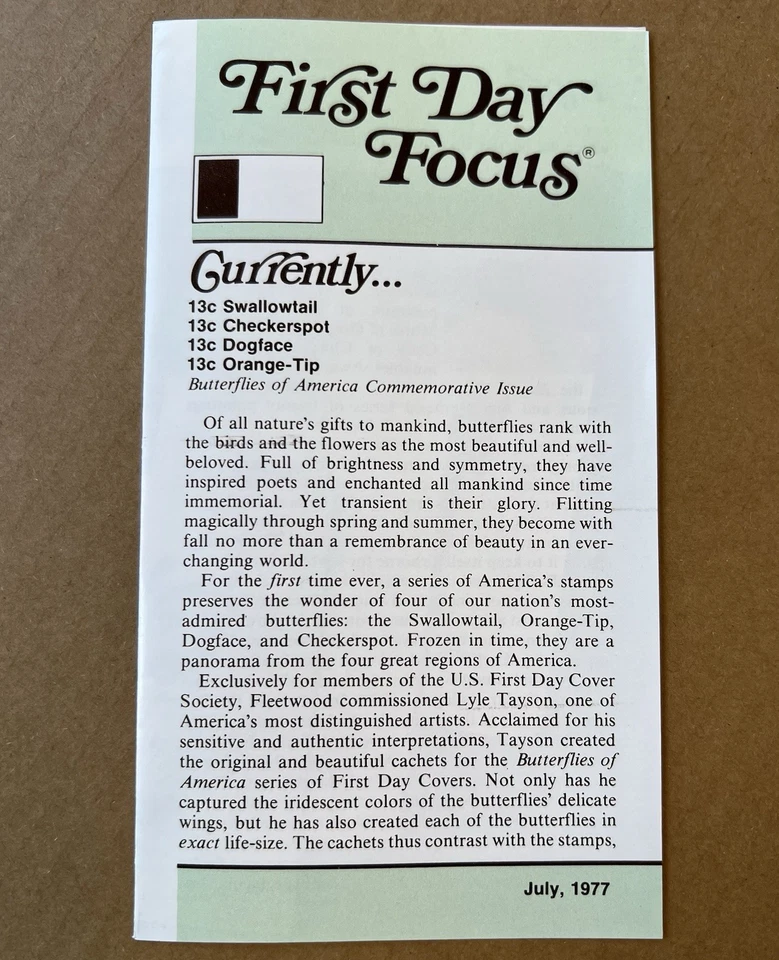 First Day
Focus®
Currently...
13c Swallowtail
13c Checkerspot
13c Dogface
13c Orange-Tip
Butterflies of America Commemorative Issue
Of all nature's gifts to mankind, butterflies rank with
the birds and the flowers as the most beautiful and well-
beloved. Full of brightness and symmetry, they have
inspired poets and enchanted all mankind since time
immemorial. Yet transient is their glory. Flitting
magically through spring and summer, they become with
fall no more than a remembrance of beauty in an ever-
changing world.
For the first time ever, a series of America's stamps
preserves the wonder of four of our nation's most-
admired butterflies: the Swallowtail, Orange-Tip,
Dogface, and Checkerspot. Frozen in time, they are a
panorama from the four great regions of America.
Exclusively for members of the U.S. First Day Cover
Society, Fleetwood commissioned Lyle Tayson, one of
America's most distinguished artists. Acclaimed for his
sensitive and authentic interpretations, Tayson created
the original and beautiful cachets for the Butterflies of
America series of First Day Covers. Not only has he
captured the iridescent colors of the butterflies' delicate
wings, but he has also created each of the butterflies in
exact life-size. The cachets thus contrast with the stamps,
July, 1977